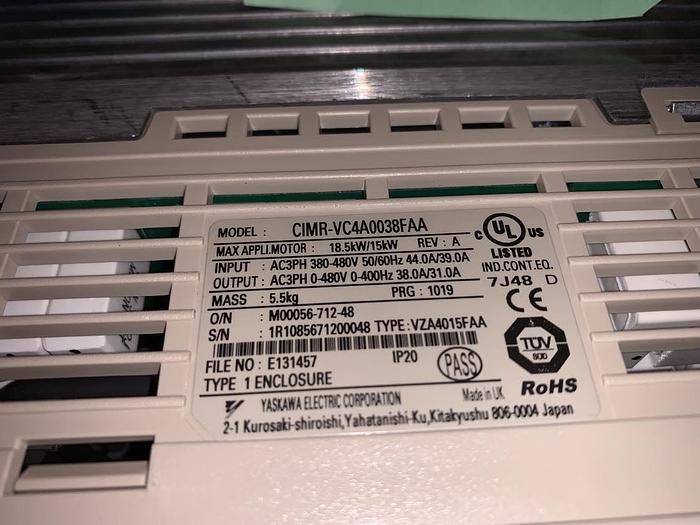 MODEL : CIMR-VC4A0038FAA
MAX APPLI.MOTOR : 18.5kW/15kW REV : A
INPUT : AC3PH 380-480V 50/60Hz 44.0A/39.0A
OUTPUT : AC3PH 0-480V 0-400Hz 38.0A/31.0A
MASS : 5.5kg PRG : 1019
O/N : M00056-712-48
S/N : 1R1085671200048 TYPE : VZA4015FAA
FILE NO : E131457 IP20 PASS
TYPE 1 ENCLOSURE
YASKAWA ELECTRIC CORPORATION Made in UK
2-1 Kurosaki-shiroishi,Yahatanishi-Ku,Kitakyushu 806-0004 Japan
C UL US
LISTED
IND.CONT.EQ.
7J48 D
CE
TÜV
SÜD
RoHS